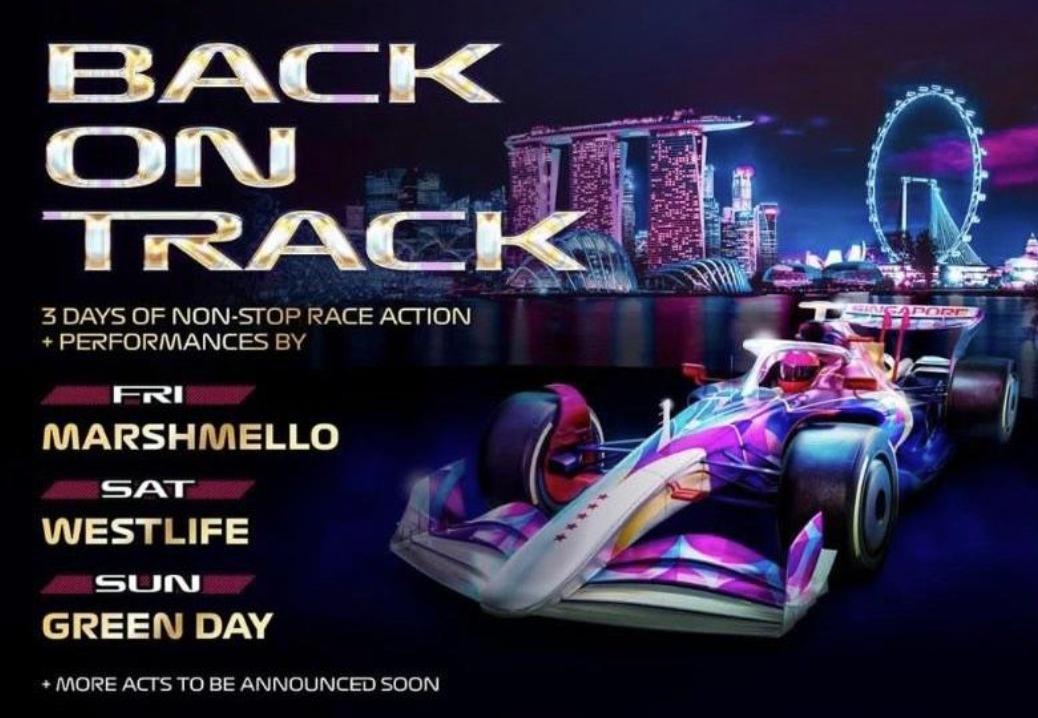 BACK
ON
TRACK
3 DAYS OF NON-STOP RACE ACTION
+ PERFORMANCES BY
FRI
MARSHMELLO
SAT
WESTLIFE
SUN
GREEN DAY
+ MORE ACTS TO BE ANNOUNCED SOON
SINGAPORE